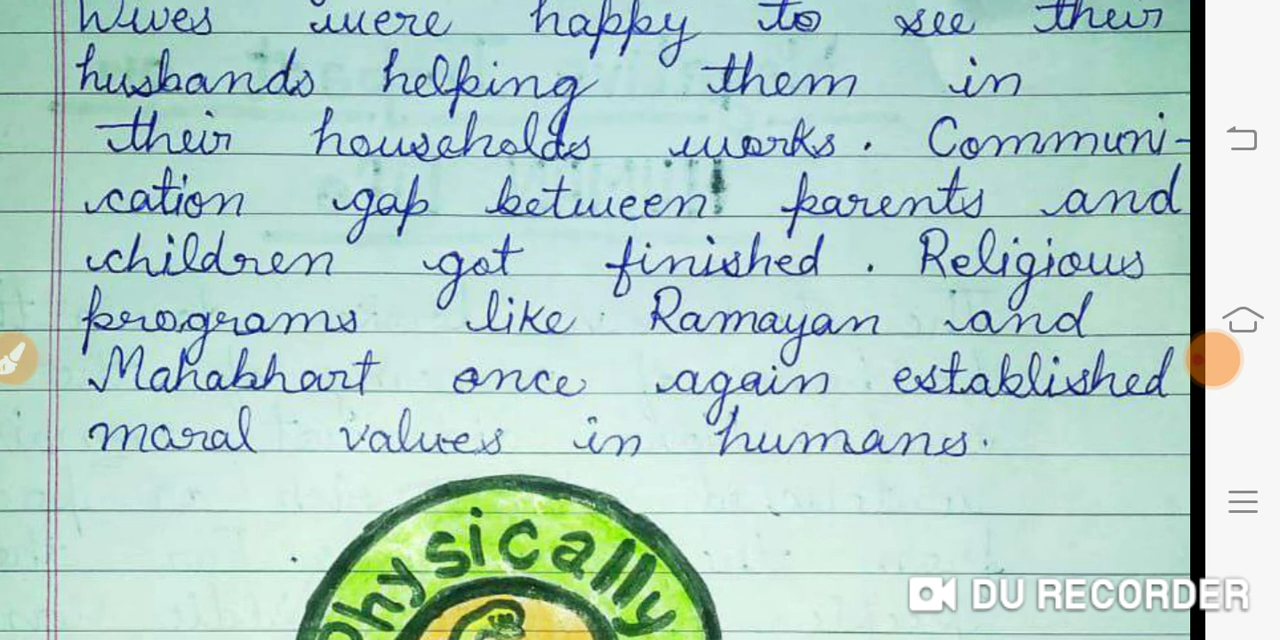 Wives were happy to see their
husbands helping them in
their households works. Communi-
cation gap between parents and
children got finished. Religious
programs like Ramayan and
Mahabhart once again established
moral values in humans.
Physically
DU RECORDER